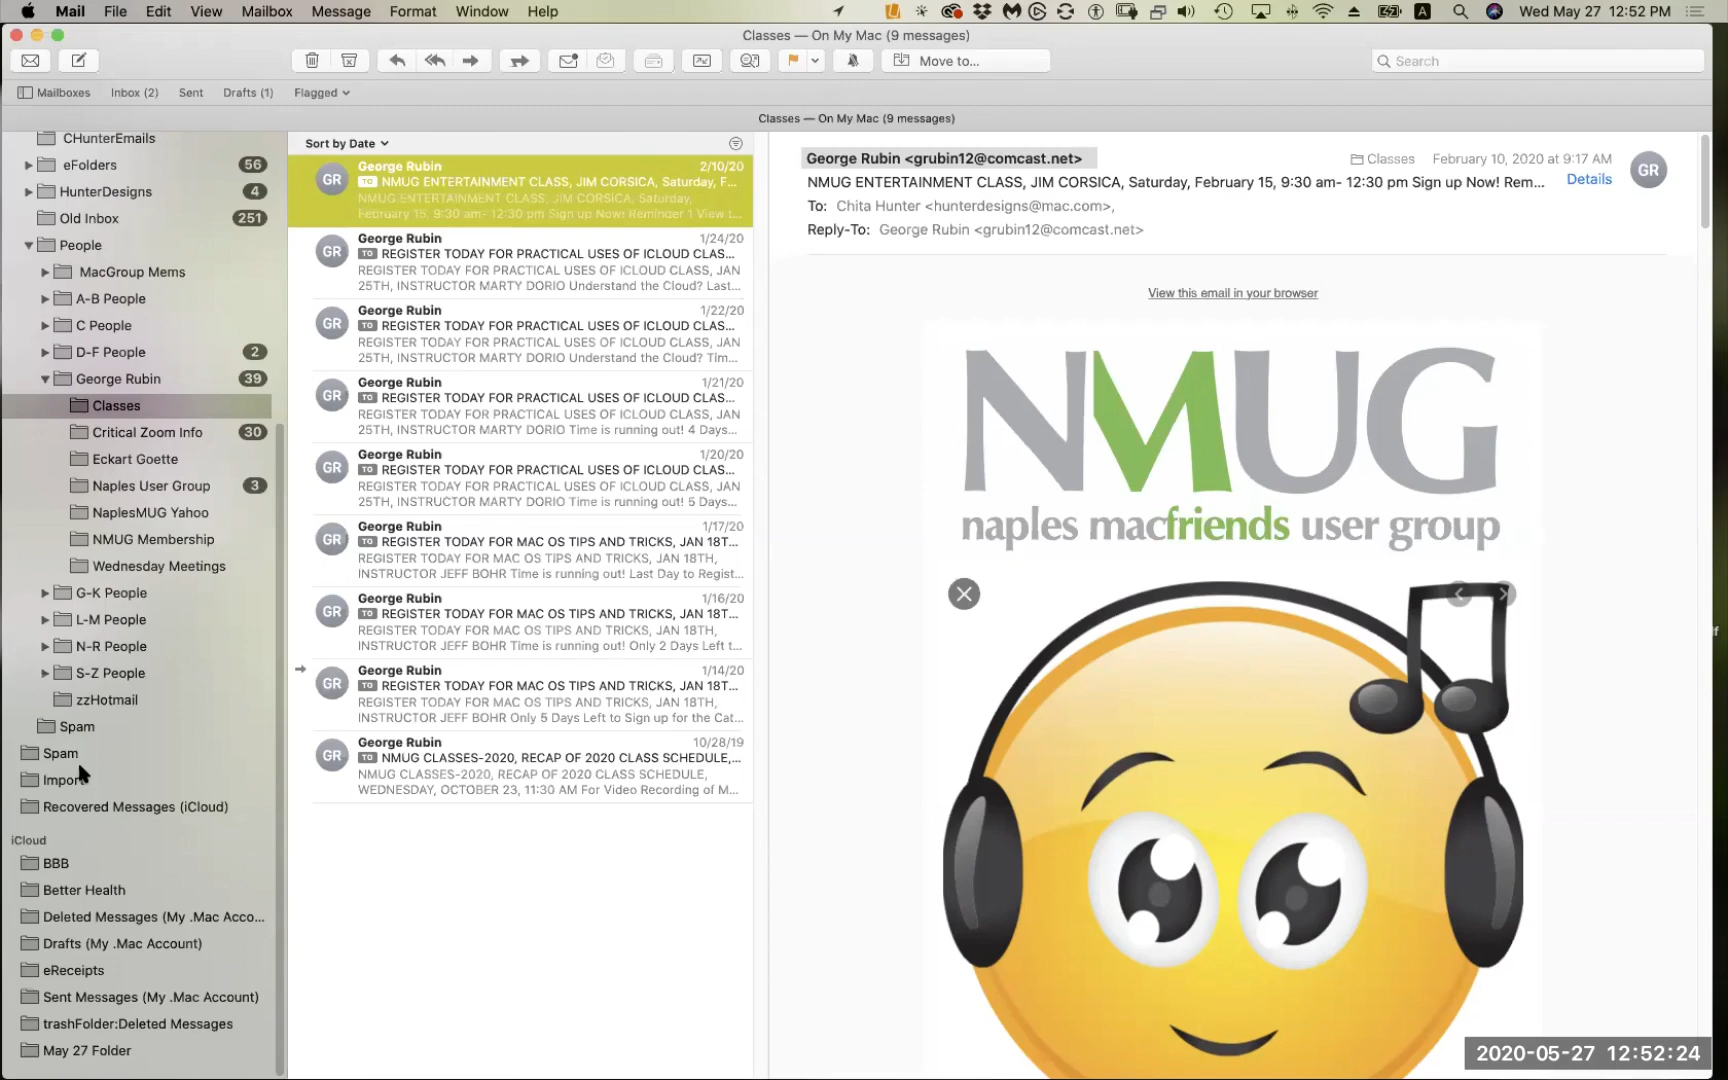 Mail File Edit View Mailbox Message Format Window Help
A Wed May 27 12:52 PM
Classes — On My Mac (9 messages)
Move to...
Search
Mailboxes Inbox (2) Sent Drafts (1) Flagged
Classes — On My Mac (9 messages)
CHunterEmails
eFolders 56
HunterDesigns 4
Old Inbox 251
People
MacGroup Mems
A-B People
C People
D-F People 2
George Rubin 39
Classes
Critical Zoom Info 30
Eckart Goette
Naples User Group 3
NaplesMUG Yahoo
NMUG Membership
Wednesday Meetings
G-K People
L-M People
N-R People
S-Z People
zzHotmail
Spam
Spam
Import
Recovered Messages (iCloud)
iCloud
BBB
Better Health
Deleted Messages (My .Mac Acco...
Drafts (My .Mac Account)
eReceipts
Sent Messages (My .Mac Account)
trashFolder:Deleted Messages
May 27 Folder
Sort by Date
GR George Rubin 2/10/20
TO NMUG ENTERTAINMENT CLASS, JIM CORSICA, Saturday, F...
NMUG ENTERTAINMENT CLASS, JIM CORSICA, Saturday,
February 15, 9:30 am- 12:30 pm Sign up Now! Reminder 1 View t...
GR George Rubin 1/24/20
TO REGISTER TODAY FOR PRACTICAL USES OF ICLOUD CLAS...
REGISTER TODAY FOR PRACTICAL USES OF ICLOUD CLASS, JAN
25TH, INSTRUCTOR MARTY DORIO Understand the Cloud? Last...
GR George Rubin 1/22/20
TO REGISTER TODAY FOR PRACTICAL USES OF ICLOUD CLAS...
REGISTER TODAY FOR PRACTICAL USES OF ICLOUD CLASS, JAN
25TH, INSTRUCTOR MARTY DORIO Understand the Cloud? Tim...
GR George Rubin 1/21/20
TO REGISTER TODAY FOR PRACTICAL USES OF ICLOUD CLAS...
REGISTER TODAY FOR PRACTICAL USES OF ICLOUD CLASS, JAN
25TH, INSTRUCTOR MARTY DORIO Time is running out! 4 Days...
GR George Rubin 1/20/20
TO REGISTER TODAY FOR PRACTICAL USES OF ICLOUD CLAS...
REGISTER TODAY FOR PRACTICAL USES OF ICLOUD CLASS, JAN
25TH, INSTRUCTOR MARTY DORIO Time is running out! 5 Days...
GR George Rubin 1/17/20
TO REGISTER TODAY FOR MAC OS TIPS AND TRICKS, JAN 18T...
REGISTER TODAY FOR MAC OS TIPS AND TRICKS, JAN 18TH,
INSTRUCTOR JEFF BOHR Time is running out! Last Day to Regist...
GR George Rubin 1/16/20
TO REGISTER TODAY FOR MAC OS TIPS AND TRICKS, JAN 18T...
REGISTER TODAY FOR MAC OS TIPS AND TRICKS, JAN 18TH,
INSTRUCTOR JEFF BOHR Time is running out! Only 2 Days Left t...
GR George Rubin 1/14/20
TO REGISTER TODAY FOR MAC OS TIPS AND TRICKS, JAN 18T...
REGISTER TODAY FOR MAC OS TIPS AND TRICKS, JAN 18TH,
INSTRUCTOR JEFF BOHR Only 5 Days Left to Sign up for the Cat...
GR George Rubin 10/28/19
TO NMUG CLASSES-2020, RECAP OF 2020 CLASS SCHEDULE,...
NMUG CLASSES-2020, RECAP OF 2020 CLASS SCHEDULE,
WEDNESDAY, OCTOBER 23, 11:30 AM For Video Recording of M...
George Rubin <grubin12@comcast.net> Classes February 10, 2020 at 9:17 AM GR
NMUG ENTERTAINMENT CLASS, JIM CORSICA, Saturday, February 15, 9:30 am- 12:30 pm Sign up Now! Rem... Details
To: Chita Hunter <hunterdesigns@mac.com>,
Reply-To: George Rubin <grubin12@comcast.net>
View this email in your browser
NMUG
naples macfriends user group
2020-05-27 12:52:24